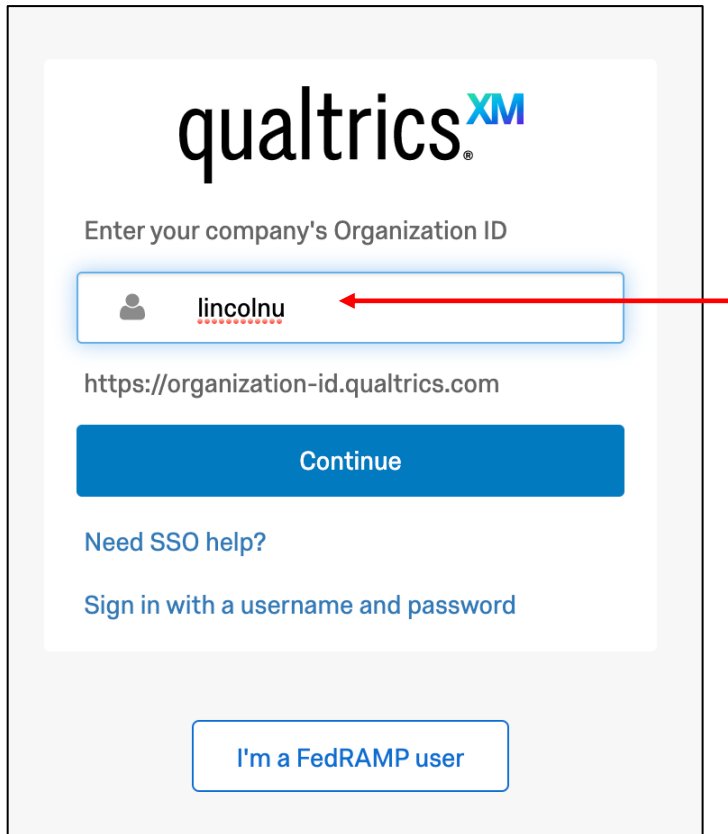 qualtrics.XM
®
Enter your company's Organization ID
lincolnu
https://organization-id.qualtrics.com
Continue
Need SSO help?
Sign in with a username and password
I'm a FedRAMP user